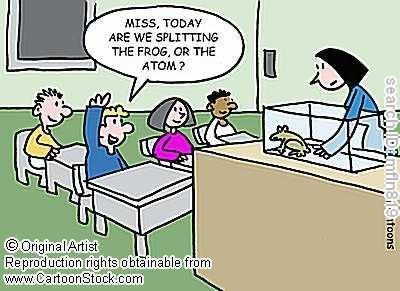 MISS, TODAY
ARE WE SPLITTING
THE FROG, OR THE
ATOM?
© Original Artist
Reproduction rights obtainable from
www.CartoonStock.com
toons